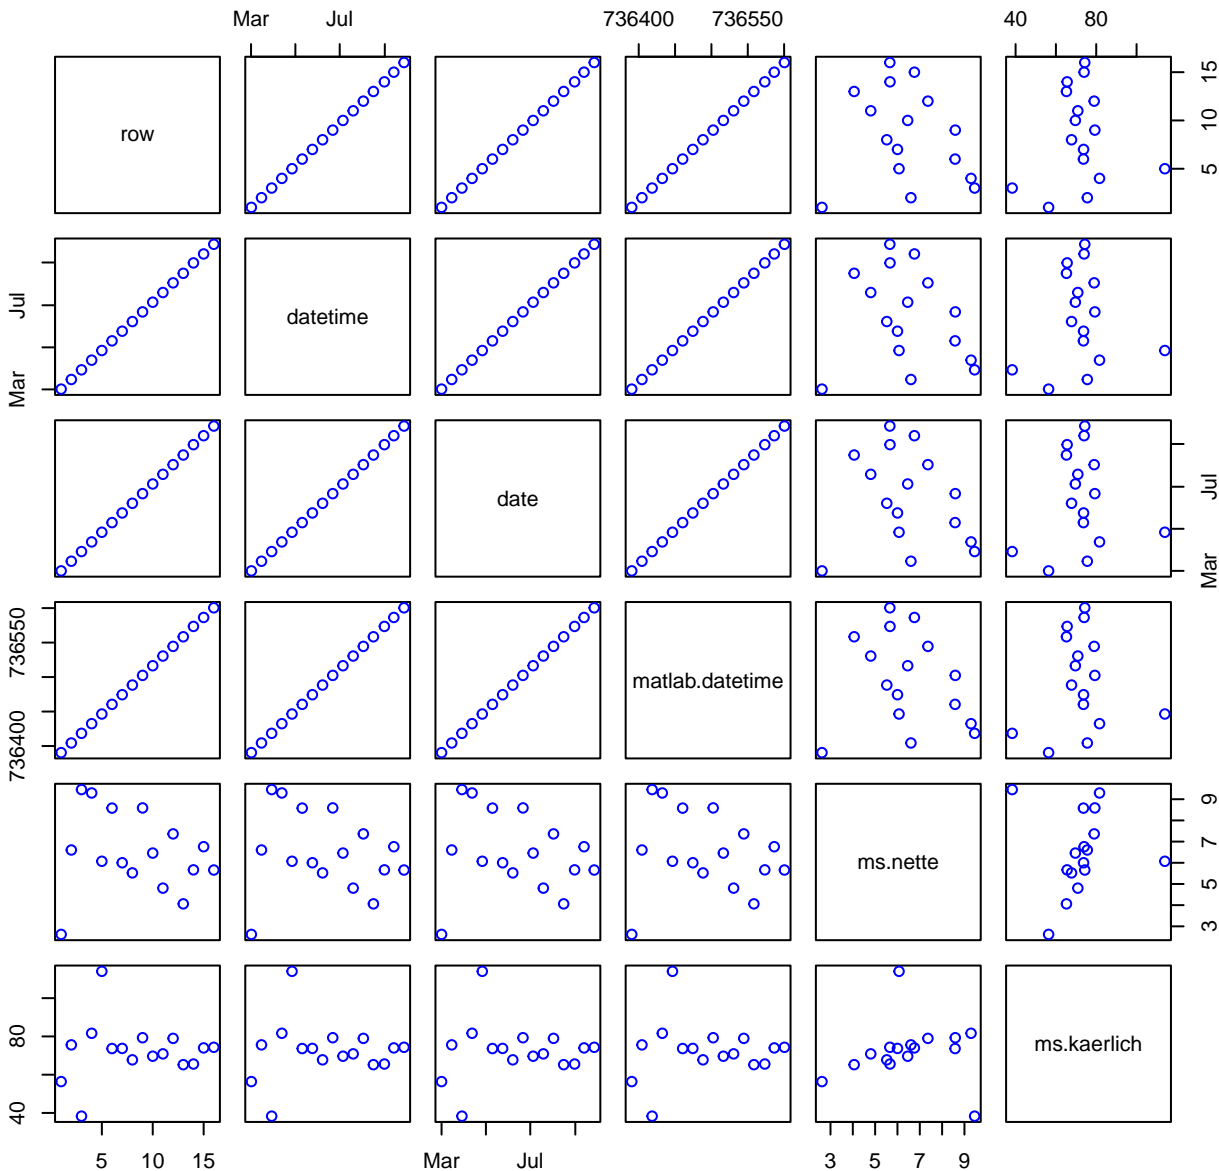 Mar Jul 736400 736550 40 80
row
5 10 15
Mar Jul
datetime
date
Mar Jul
736400 736550
matlab.datetime
ms.nette
3 5 7 9
40 80
ms.kaerlich
5 10 15 Mar Jul 3 5 7 9